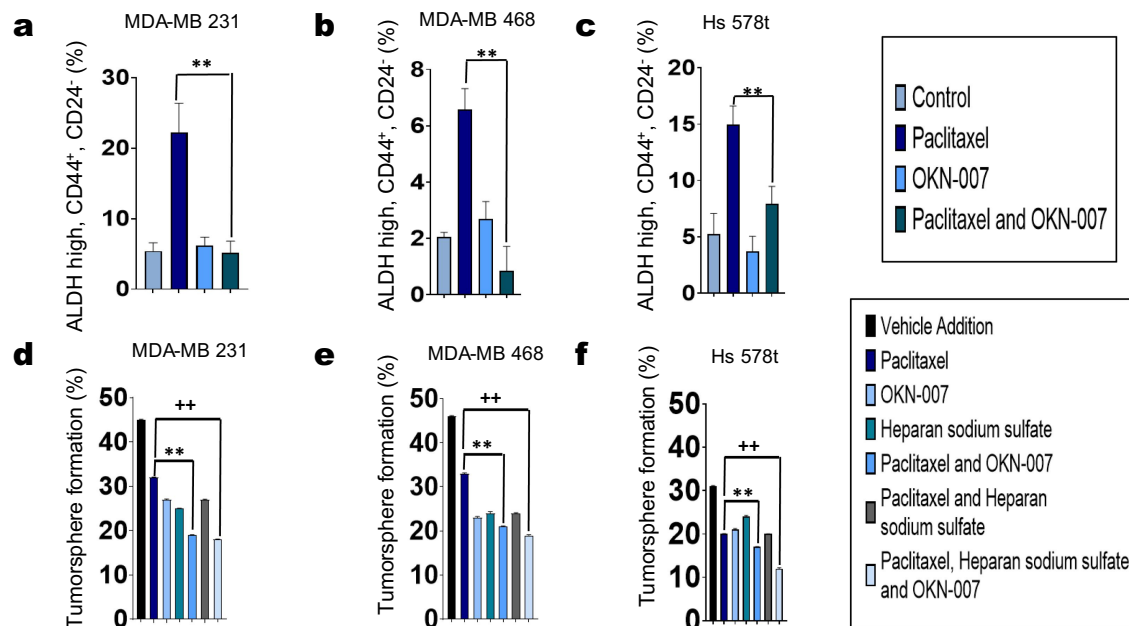 a
MDA-MB 231
ALDH high, CD44⁺, CD24⁻ (%)
30
20
10
0
**
b
MDA-MB 468
ALDH high, CD44⁺, CD24⁻ (%)
8
6
4
2
0
**
c
Hs 578t
ALDH high, CD44⁺, CD24⁻ (%)
20
15
10
5
0
**
Control
Paclitaxel
OKN-007
Paclitaxel and OKN-007
d
MDA-MB 231
Tumorsphere formation (%)
50
40
30
20
10
0
++
**
e
MDA-MB 468
Tumorsphere formation (%)
50
40
30
20
10
0
++
**
f
Hs 578t
Tumorsphere formation (%)
50
40
30
20
10
0
++
**
Vehicle Addition
Paclitaxel
OKN-007
Heparan sodium sulfate
Paclitaxel and OKN-007
Paclitaxel and Heparan
sodium sulfate
Paclitaxel, Heparan sodium sulfate
and OKN-007